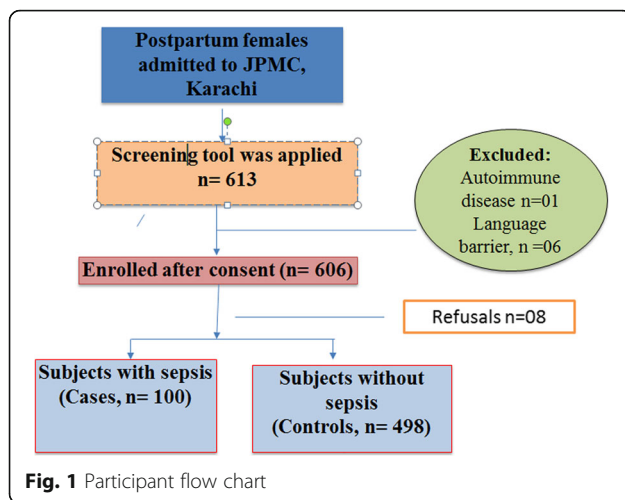 Postpartum females
admitted to JPMC,
Karachi
Screening tool was applied
n= 613
Excluded:
Autoimmune
disease n=01
Language
barrier, n =06
Enrolled after consent (n= 606)
Refusals n=08
Subjects with sepsis
(Cases, n= 100)
Subjects without
sepsis
(Controls, n= 498)
Fig. 1 Participant flow chart